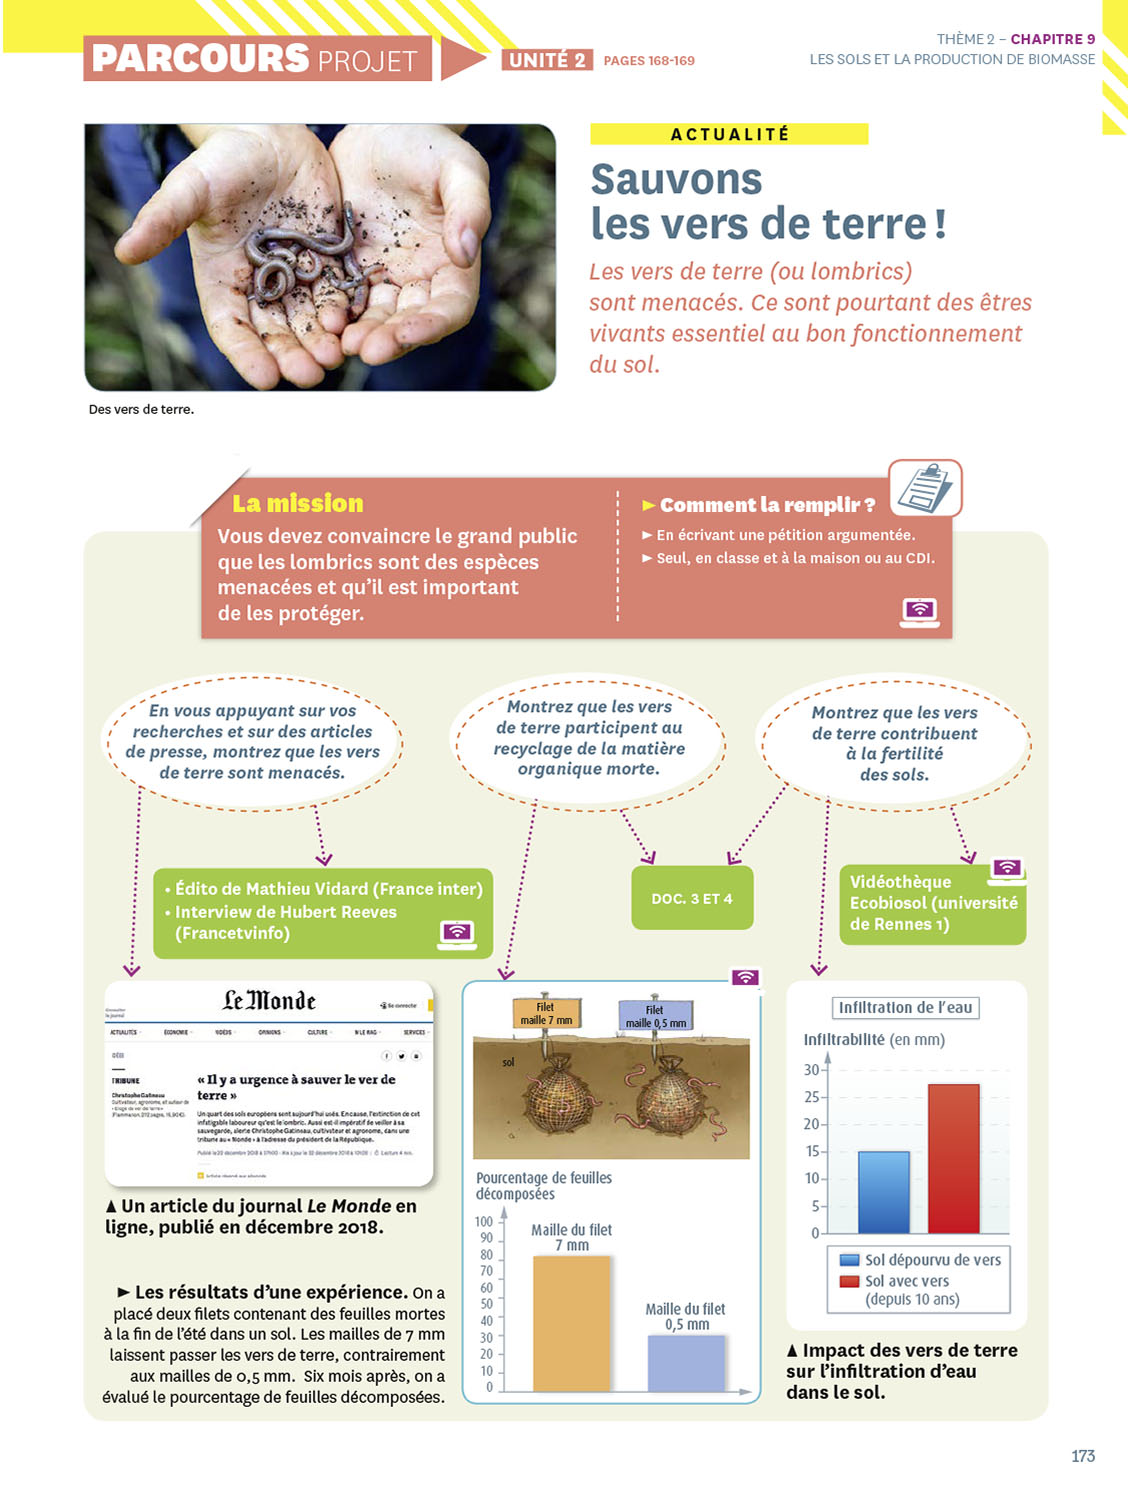 PARCOURS PROJET
UNITÉ 2 PAGES 168-169
THÈME 2 – CHAPITRE 9
LES SOLS ET LA PRODUCTION DE BIOMASSE
Des vers de terre.
ACTUALITÉ
Sauvons
les vers de terre !
Les vers de terre (ou lombrics)
sont menacés. Ce sont pourtant des êtres
vivants essentiel au bon fonctionnement
du sol.
La mission
Vous devez convaincre le grand public
que les lombrics sont des espèces
menacées et qu'il est important
de les protéger.
► Comment la remplir ?
► En écrivant une pétition argumentée.
► Seul, en classe et à la maison ou au CDI.
En vous appuyant sur vos
recherches et sur des articles
de presse, montrez que les vers
de terre sont menacés.
Montrez que les vers
de terre participent au
recyclage de la matière
organique morte.
Montrez que les vers
de terre contribuent
à la fertilité
des sols.
• Édito de Mathieu Vidard (France inter)
• Interview de Hubert Reeves
(Francetvinfo)
DOC. 3 ET 4
Vidéothèque
Ecobiosol (université
de Rennes 1)
Le Monde
Se connecter
ACTUALITÉS
ÉCONOMIE
VIDÉOS
OPINIONS
CULTURE
M LE MAG
SERVICES
IDÉES
TRIBUNE
Christophe Gatineau
Cultivateur, agronome, et auteur de
« Éloge du ver de terre »
« Il y a urgence à sauver le ver de
terre »
Un quart des sols européens sont aujourd'hui usés. En cause, l'extinction de cet
infatigable laboureur qu'est le lombric. Aussi est-il impératif de veiller à sa
sauvegarde, alerte Christophe Gatineau, cultivateur et agronome, dans une
tribune au « Monde » à l'adresse du président de la République.
Article réservé aux abonnés
▲ Un article du journal Le Monde en
ligne, publié en décembre 2018.
► Les résultats d'une expérience. On a
placé deux filets contenant des feuilles mortes
à la fin de l'été dans un sol. Les mailles de 7 mm
laissent passer les vers de terre, contrairement
aux mailles de 0,5 mm. Six mois après, on a
évalué le pourcentage de feuilles décomposées.
Filet
maille 7 mm
Filet
maille 0,5 mm
sol
Pourcentage de feuilles
décomposées
100
90
80
70
60
50
40
30
20
10
0
Maille du filet
7 mm
Maille du filet
0,5 mm
Infiltration de l'eau
Infiltrabilité (en mm)
30
25
20
15
10
5
0
Sol dépourvu de vers
Sol avec vers
(depuis 10 ans)
▲ Impact des vers de terre
sur l'infiltration d'eau
dans le sol.
173